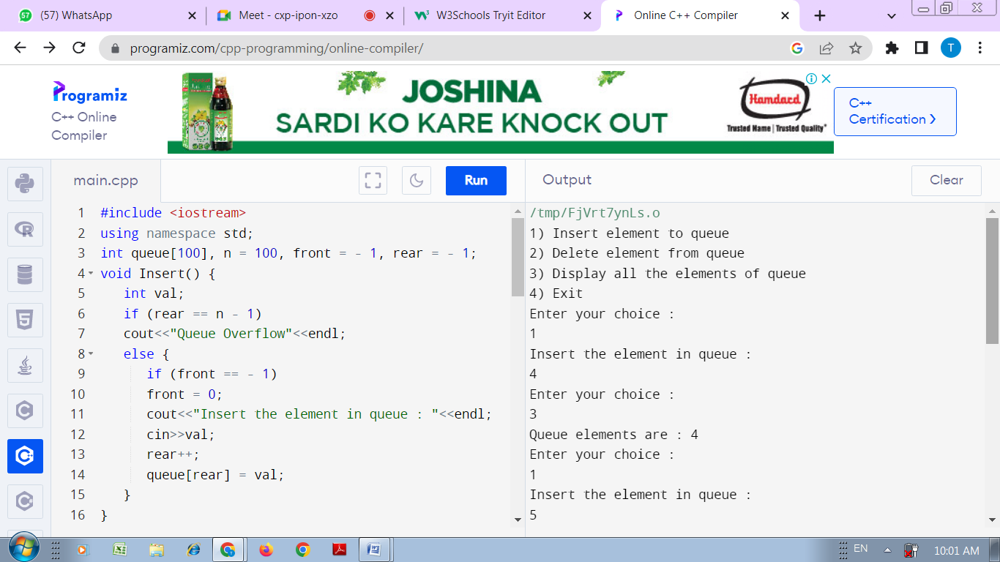 (57) WhatsApp
Meet - cxp-ipon-xzo
W3Schools Tryit Editor
Online C++ Compiler
programiz.com/cpp-programming/online-compiler/
T
Programiz
C++ Online
Compiler
JOSHINA
SARDI KO KARE KNOCK OUT
Hamdard
Trusted Name | Trusted Quality*
C++
Certification >
main.cpp
Run
Output
Clear
1 #include <iostream>
2 using namespace std;
3 int queue[100], n = 100, front = - 1, rear = - 1;
4 void Insert() {
5 int val;
6 if (rear == n - 1)
7 cout<<"Queue Overflow"<<endl;
8 else {
9 if (front == - 1)
10 front = 0;
11 cout<<"Insert the element in queue : "<<endl;
12 cin>>val;
13 rear++;
14 queue[rear] = val;
15 }
16 }
/tmp/FjVrt7ynLs.o
1) Insert element to queue
2) Delete element from queue
3) Display all the elements of queue
4) Exit
Enter your choice :
1
Insert the element in queue :
4
Enter your choice :
3
Queue elements are : 4
Enter your choice :
1
Insert the element in queue :
5
EN
10:01 AM